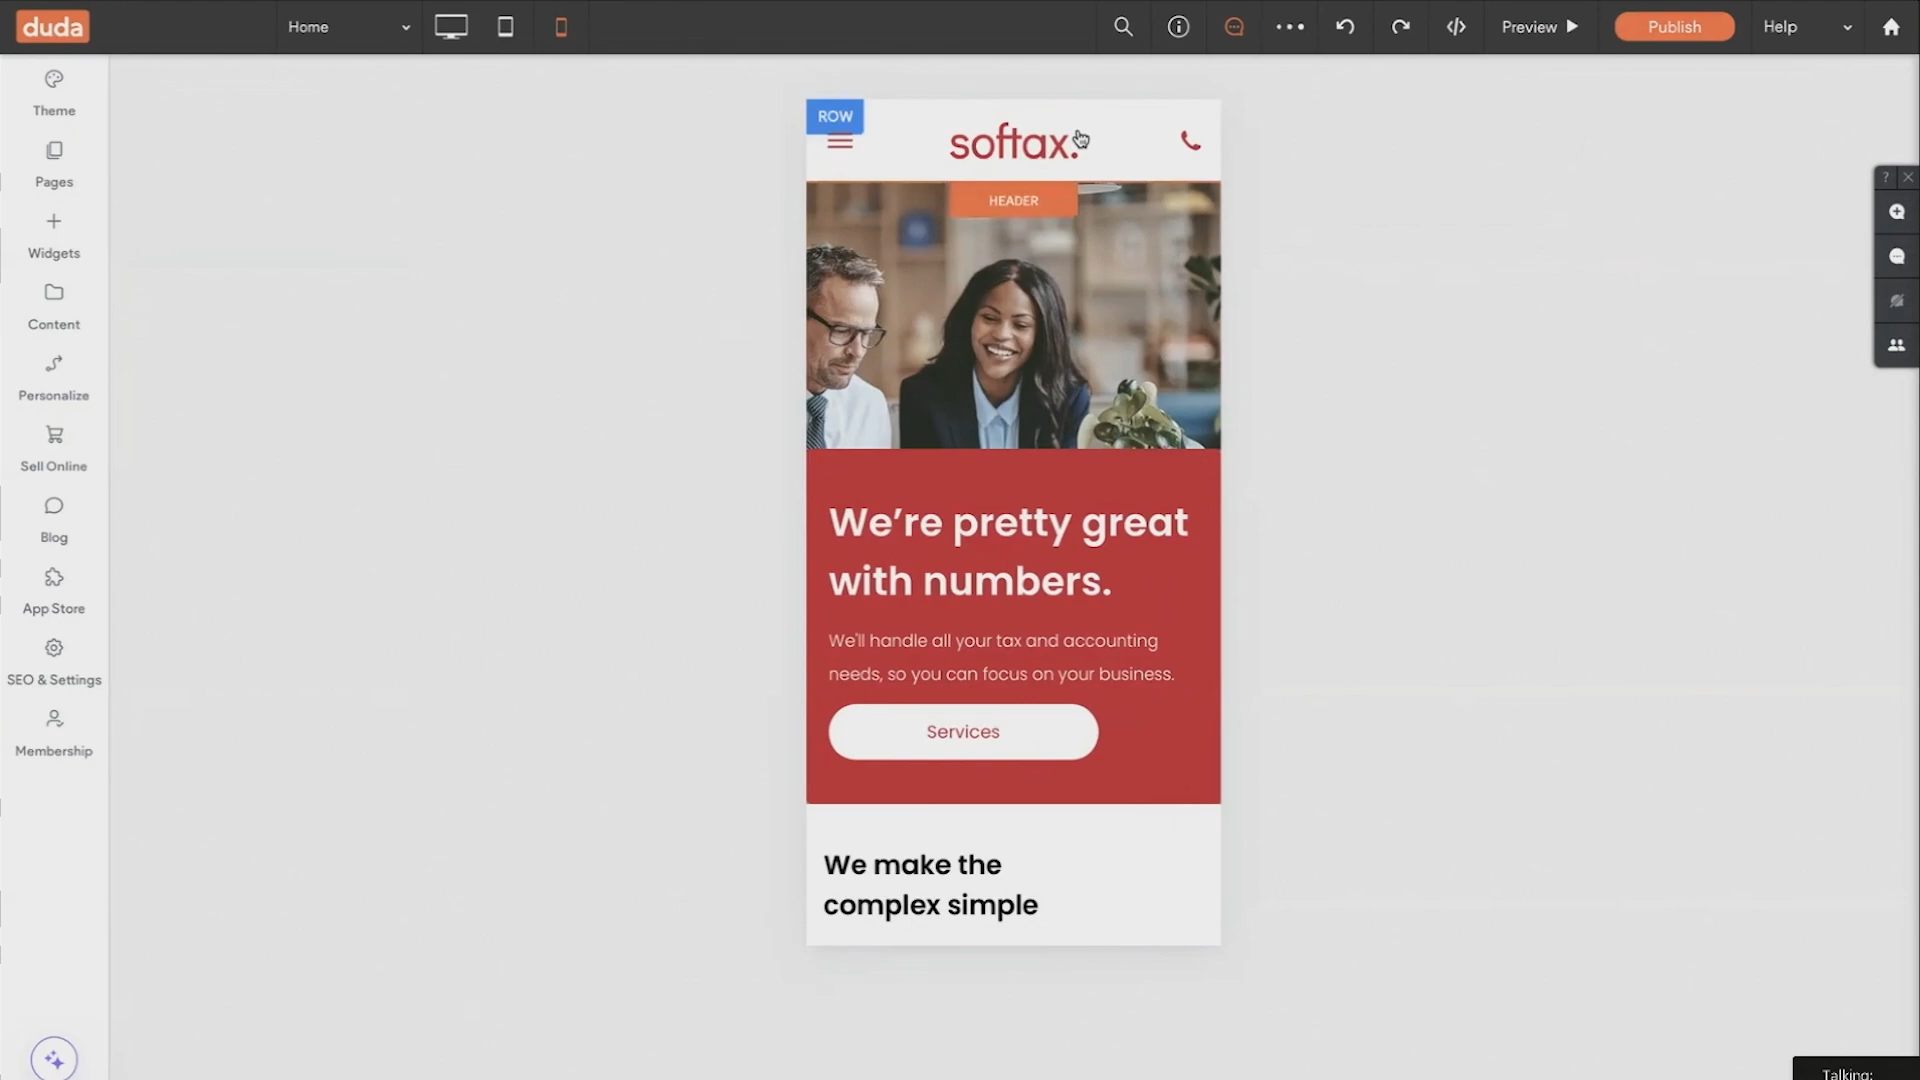 duda
Home
Preview
Publish
Help
Theme
Pages
Widgets
Content
Personalize
Sell Online
Blog
App Store
SEO & Settings
Membership
ROW
softax.
HEADER
We’re pretty great
with numbers.
We'll handle all your tax and accounting
needs, so you can focus on your business.
Services
We make the
complex simple
?
Talking: